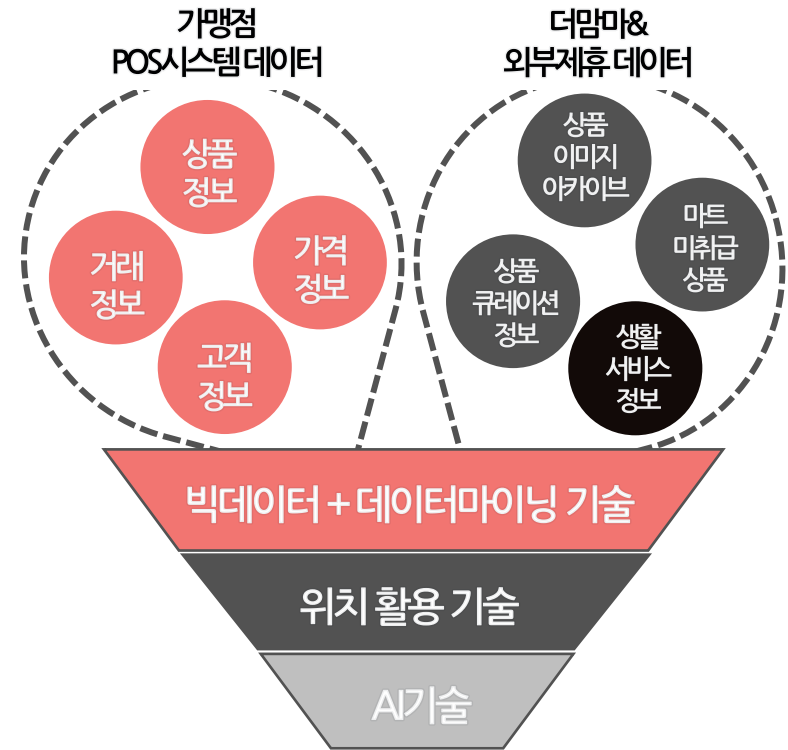 가맹점
POS시스템 데이터
더맘마&
외부제휴 데이터
상품
정보
거래
정보
가격
정보
고객
정보
상품
이미지
아카이브
마트
미취급
상품
상품
큐레이션
정보
생활
서비스
정보
빅데이터 + 데이터마이닝 기술
위치 활용 기술
AI기술